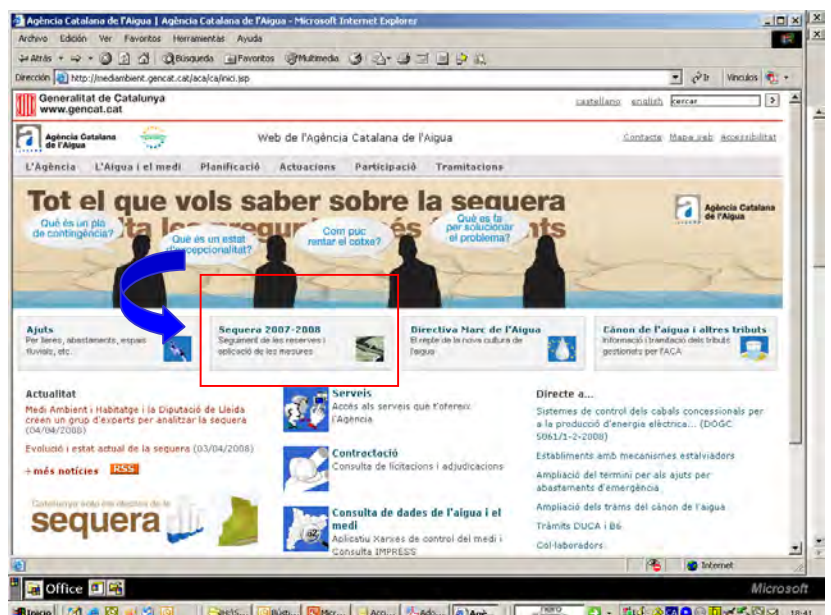 Agència Catalana de l'Aigua | Agència Catalana de l'Aigua - Microsoft Internet Explorer
Archivo Edición Ver Favoritos Herramientas Ayuda
Atrás Búsqueda Favoritos Multimedia
Dirección http://mediambient.gencat.cat/aca/ca/inici.jsp Ir Vínculos
Generalitat de Catalunya
www.gencat.cat
castellano english cercar
Agència Catalana
de l'Aigua
Web de l'Agència Catalana de l'Aigua
Contacte Mapa web Accessibilitat
L'Agència L'Aigua i el medi Planificació Actuacions Participació Tramitacions
Tot el que vols saber sobre la sequera
Agència Catalana
de l'Aigua
Què és un pla
de contingència?
Què és un estat
d'excepcionalitat?
Com puc
rentar el cotxe?
Què es fa
per solucionar
el problema?
Ajuts
Per lleres, abastaments, espais
fluvials, etc.
Sequera 2007-2008
Seguiment de les reserves i
aplicació de les mesures
Directiva Marc de l'Aigua
El repte de la nova cultura de
l'aigua
Cànon de l'aigua i altres tributs
Informació i tramitació dels tributs
gestionats per l'ACA
Actualitat
Medi Ambient i Habitatge i la Diputació de Lleida
creen un grup d'experts per analitzar la sequera
(04/04/2008)
Evolució i estat actual de la sequera (03/04/2008)
+més notícies RSS
Catalunya
sequera
Serveis
Accés als serveis que t'ofereix
l'Agència
Contractació
Consulta de licitacions i adjudicacions
Consulta de dades de l'aigua i el
medi
Aplicatiu Xarxes de control del medi i
Consulta IMPRESS
Directe a...
Sistemes de control dels cabals concessionals per
a la producció d'energia elèctrica... (DOGC
5061/1-2-2008)
Establiments amb mecanismes estalviadors
Ampliació del termini per als ajuts per
abastaments d'emergència
Ampliació dels trams del cànon de l'aigua
Tràmits DUCA i B6
Col·laboradors
Internet
Office
Microsoft
Inicio
18:41